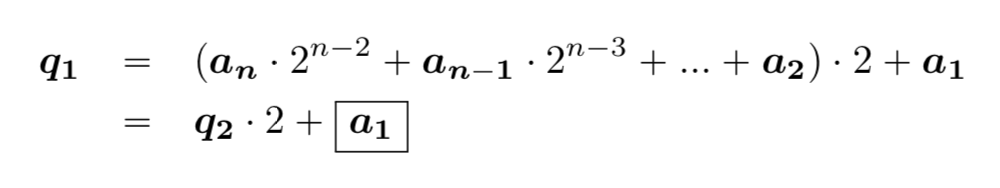 q₁ = (aₙ · 2ⁿ⁻² + aₙ₋₁ · 2ⁿ⁻³ + ... + a₂) · 2 + a₁
= q₂ · 2 + a₁